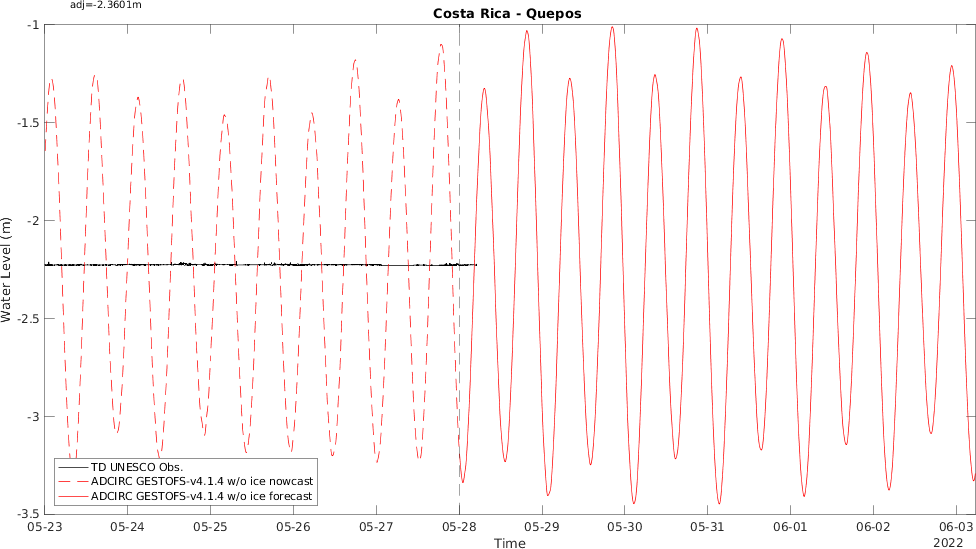 adj=-2.3601m
Costa Rica - Quepos
-1
-1.5
-2
-2.5
-3
-3.5
Water Level (m)
TD UNESCO Obs.
ADCIRC GESTOFS-v4.1.4 w/o ice nowcast
ADCIRC GESTOFS-v4.1.4 w/o ice forecast
05-23 05-24 05-25 05-26 05-27 05-28 05-29 05-30 05-31 06-01 06-02 06-03
Time
2022